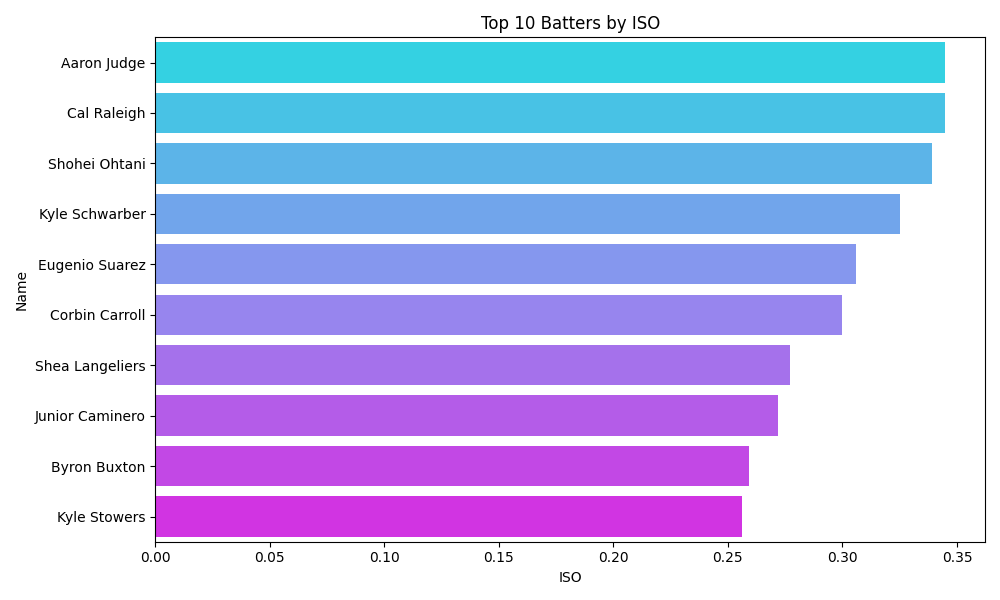 Top 10 Batters by ISO
Name
Aaron Judge
Cal Raleigh
Shohei Ohtani
Kyle Schwarber
Eugenio Suarez
Corbin Carroll
Shea Langeliers
Junior Caminero
Byron Buxton
Kyle Stowers
0.00 0.05 0.10 0.15 0.20 0.25 0.30 0.35
ISO